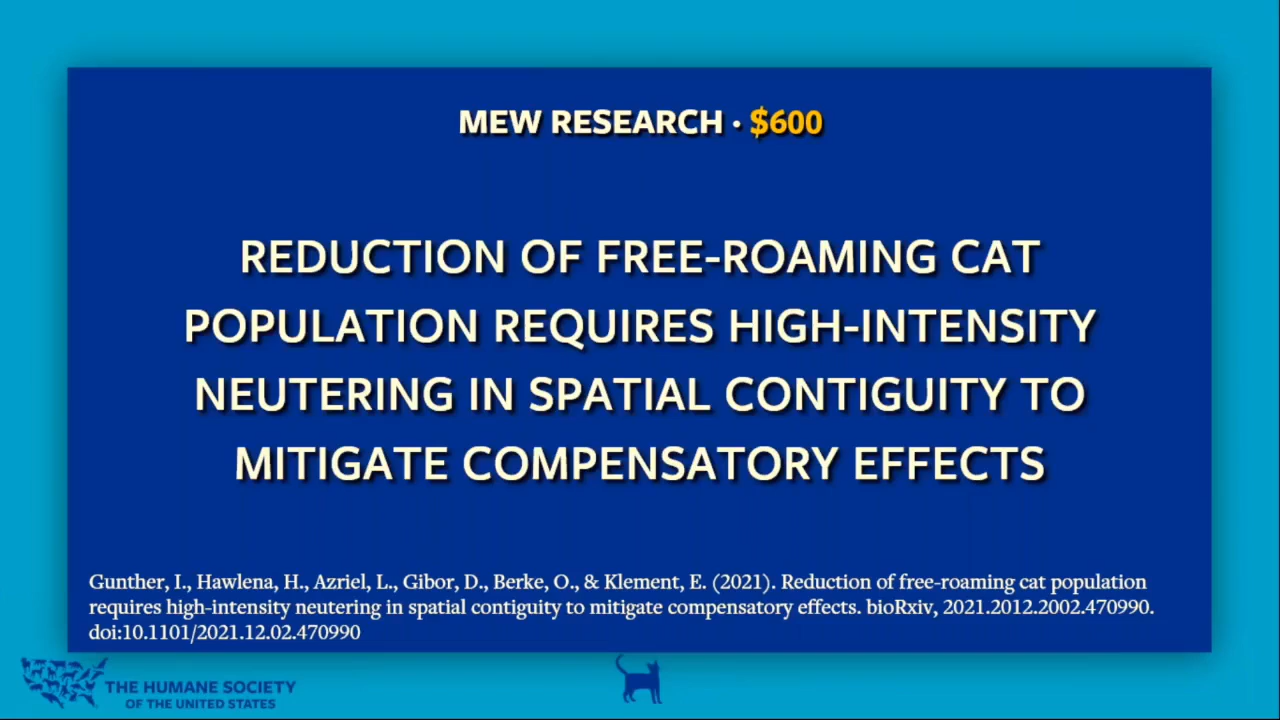 MEW RESEARCH · $600
REDUCTION OF FREE-ROAMING CAT
POPULATION REQUIRES HIGH-INTENSITY
NEUTERING IN SPATIAL CONTIGUITY TO
MITIGATE COMPENSATORY EFFECTS
Gunther, I., Hawlena, H., Azriel, L., Gibor, D., Berke, O., & Klement, E. (2021). Reduction of free-roaming cat population
requires high-intensity neutering in spatial contiguity to mitigate compensatory effects. bioRxiv, 2021.2012.2002.470990.
doi:10.1101/2021.12.02.470990
THE HUMANE SOCIETY
OF THE UNITED STATES